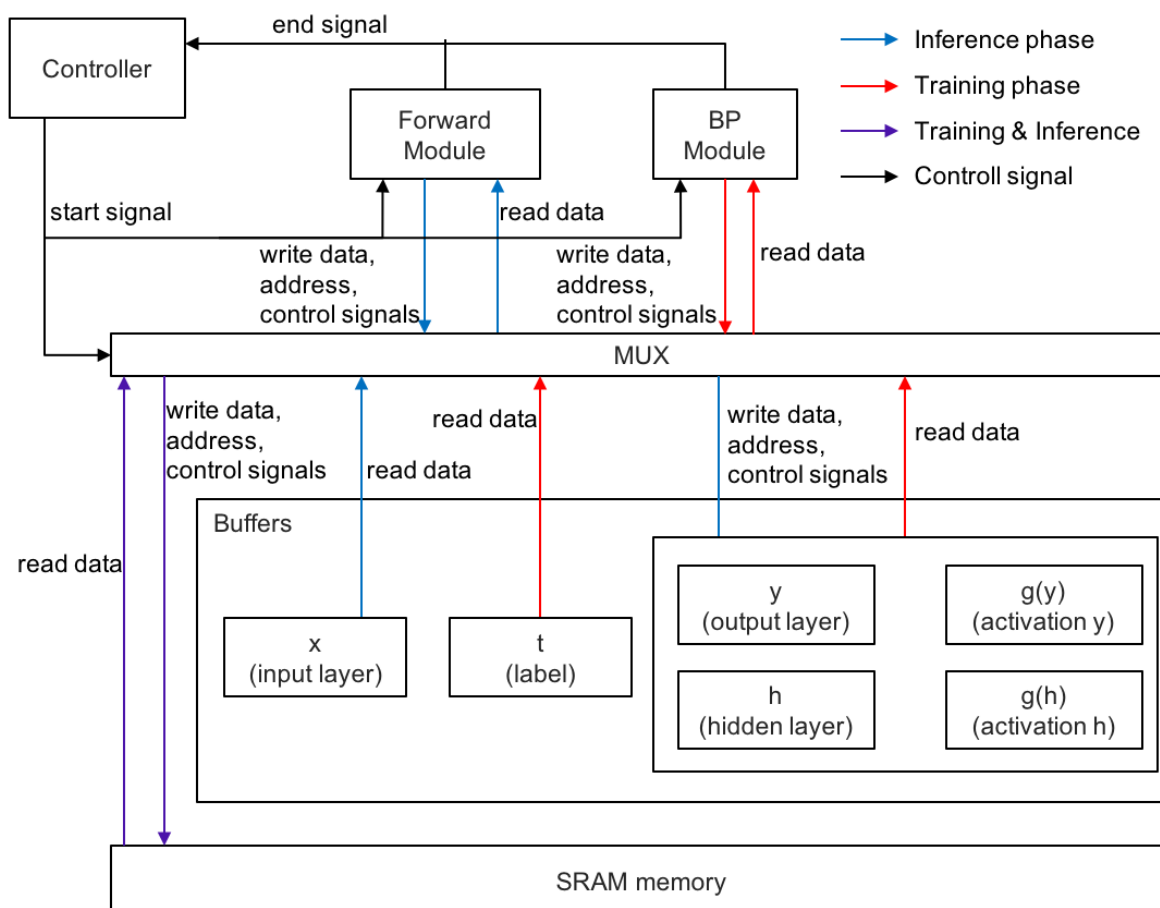 end signal
Controller
Forward
Module
BP
Module
Inference phase
Training phase
Training & Inference
Controll signal
start signal
read data
write data,
address,
control signals
write data,
address,
control signals
read data
MUX
write data,
address,
control signals
read data
read data
write data,
address,
control signals
read data
Buffers
read data
x
(input layer)
t
(label)
y
(output layer)
g(y)
(activation y)
h
(hidden layer)
g(h)
(activation h)
SRAM memory